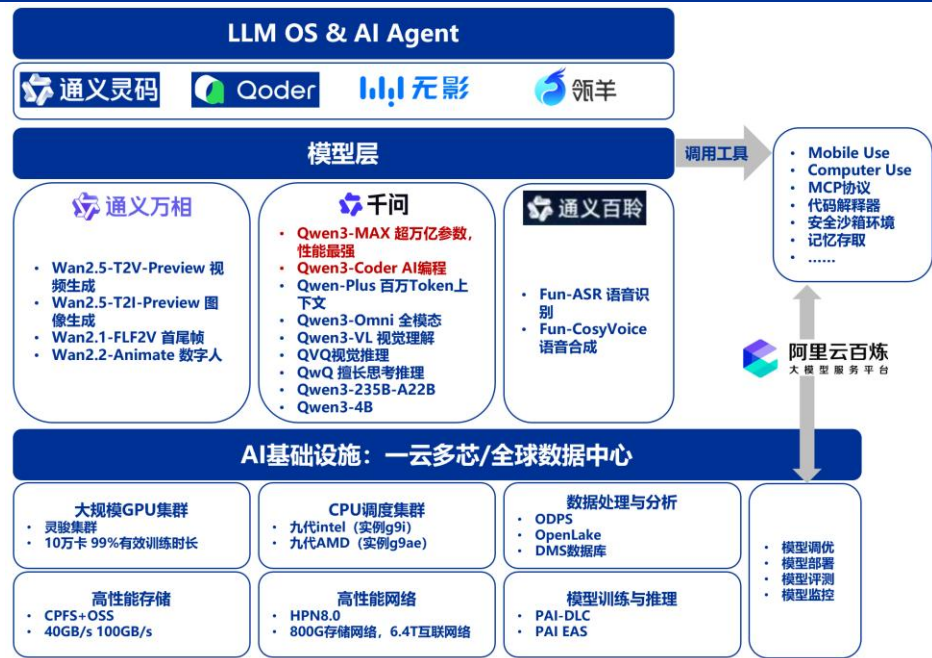 LLM OS & AI Agent
通义灵码
Qoder
无影
瓴羊
模型层
调用工具
• Mobile Use
• Computer Use
• MCP协议
• 代码解释器
• 安全沙箱环境
• 记忆存取
• ……
通义万相
• Wan2.5-T2V-Preview 视
频生成
• Wan2.5-T2I-Preview 图
像生成
• Wan2.1-FLF2V 首尾帧
• Wan2.2-Animate 数字人
千问
• Qwen3-MAX 超万亿参数,
性能最强
• Qwen3-Coder AI编程
• Qwen-Plus 百万Token上
下文
• Qwen3-Omni 全模态
• Qwen3-VL 视觉理解
• QVQ视觉推理
• QwQ 擅长思考推理
• Qwen3-235B-A22B
• Qwen3-4B
通义百聆
• Fun-ASR 语音识
别
• Fun-CosyVoice
语音合成
阿里云百炼
大模型服务平台
AI基础设施：一云多芯/全球数据中心
大规模GPU集群
• 灵骏集群
• 10万卡 99%有效训练时长
CPU调度集群
• 九代intel（实例g9i）
• 九代AMD（实例g9ae）
数据处理与分析
• ODPS
• OpenLake
• DMS数据库
高性能存储
• CPFS+OSS
• 40GB/s 100GB/s
高性能网络
• HPN8.0
• 800G存储网络，6.4T互联网络
模型训练与推理
• PAI-DLC
• PAI EAS
• 模型调优
• 模型部署
• 模型评测
• 模型监控